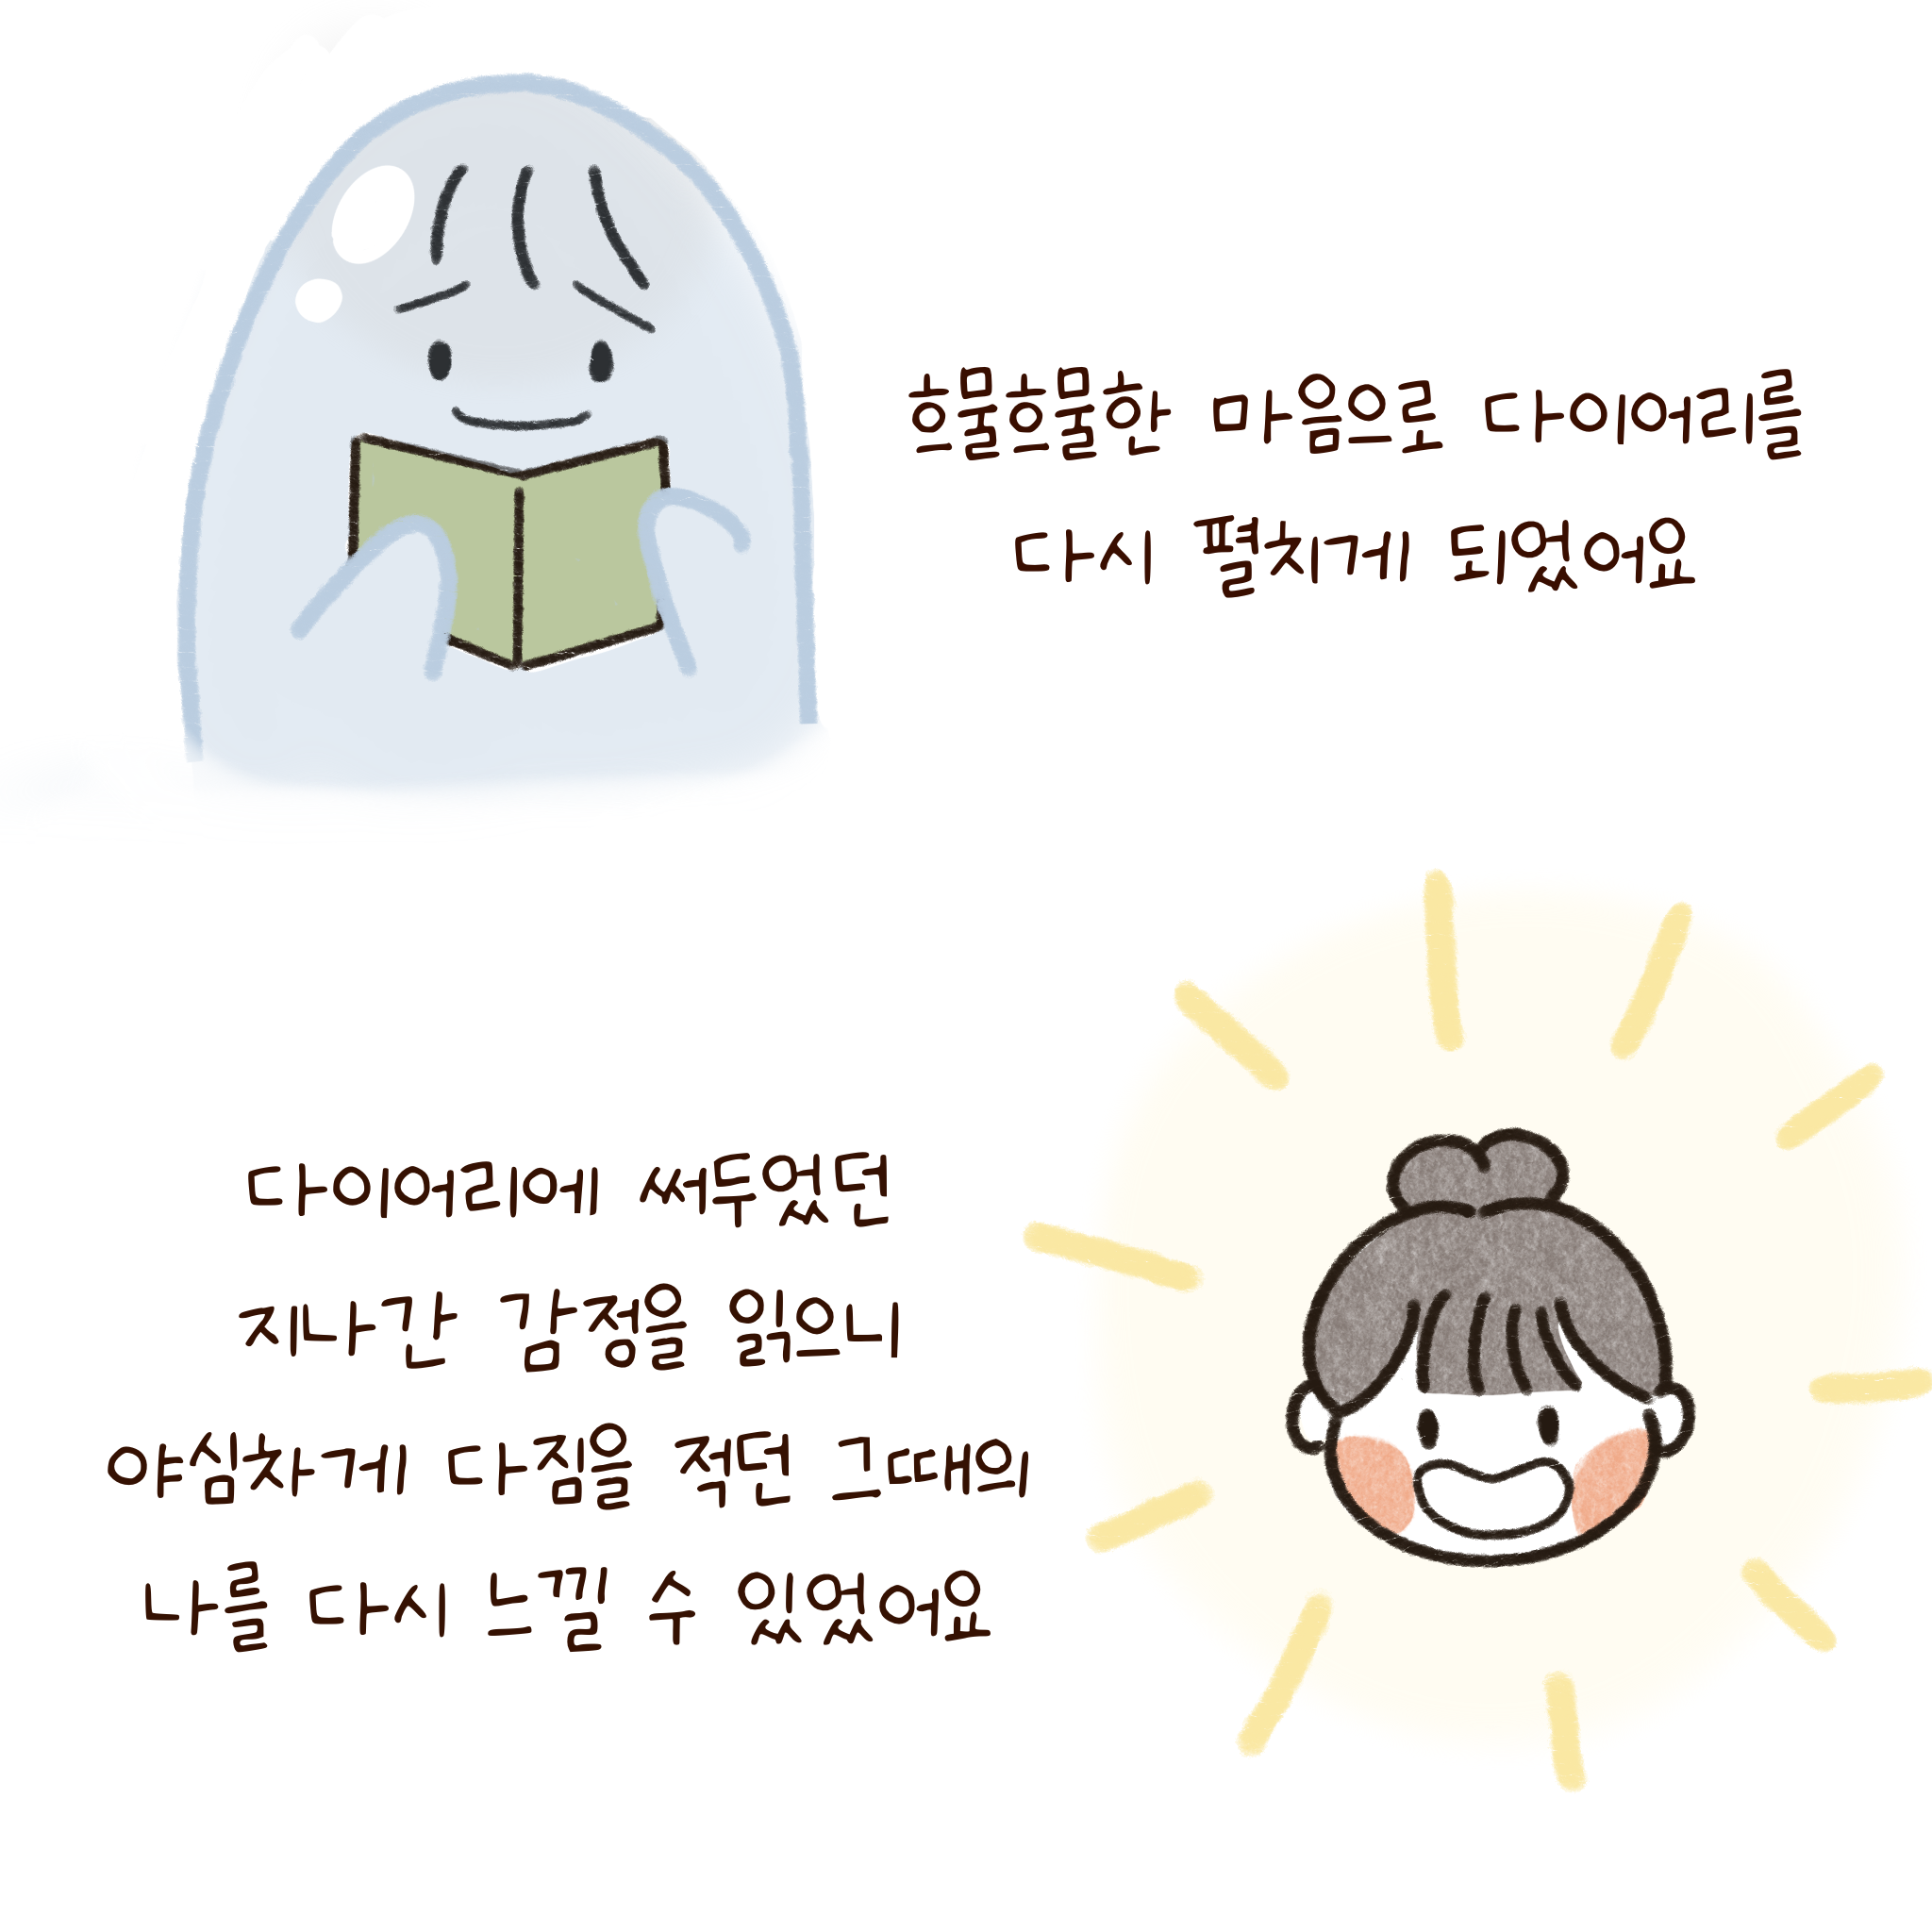 흐물흐물한 마음으로 다이어리를
다시 펼치게 되었어요
다이어리에 써두었던
지나간 감정을 읽으니
야심차게 다짐을 적던 그때의
나를 다시 느낄 수 있었어요